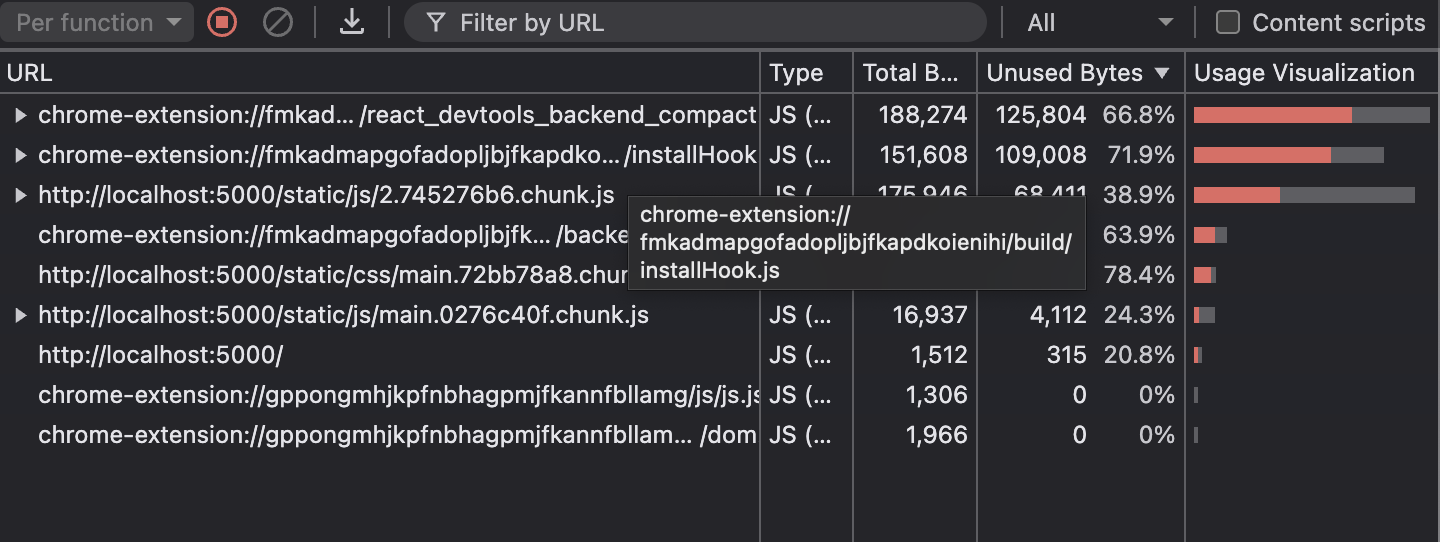 Per function Filter by URL All Content scripts
URL Type Total B... Unused Bytes Usage Visualization
chrome-extension://fmkad... /react_devtools_backend_compact JS (... 188,274 125,804 66.8%
chrome-extension://fmkadmapgofadopljbjfkapdko... /installHook JS (... 151,608 109,008 71.9%
http://localhost:5000/static/js/2.745276b6.chunk.js JS (... 175,946 68,411 38.9%
chrome-extension://fmkadmapgofadopljbjfk... /backe 63.9%
http://localhost:5000/static/css/main.72bb78a8.chun 78.4%
chrome-extension://
fmkadmapgofadopljbjfkapdkoienihi/build/
installHook.js
http://localhost:5000/static/js/main.0276c40f.chunk.js JS (... 16,937 4,112 24.3%
http://localhost:5000/ JS (... 1,512 315 20.8%
chrome-extension://gppongmhjkpfnbhagpmjfkannfbllamg/js/js.js JS (... 1,306 0 0%
chrome-extension://gppongmhjkpfnbhagpmjfkannfbllam... /dom JS (... 1,966 0 0%